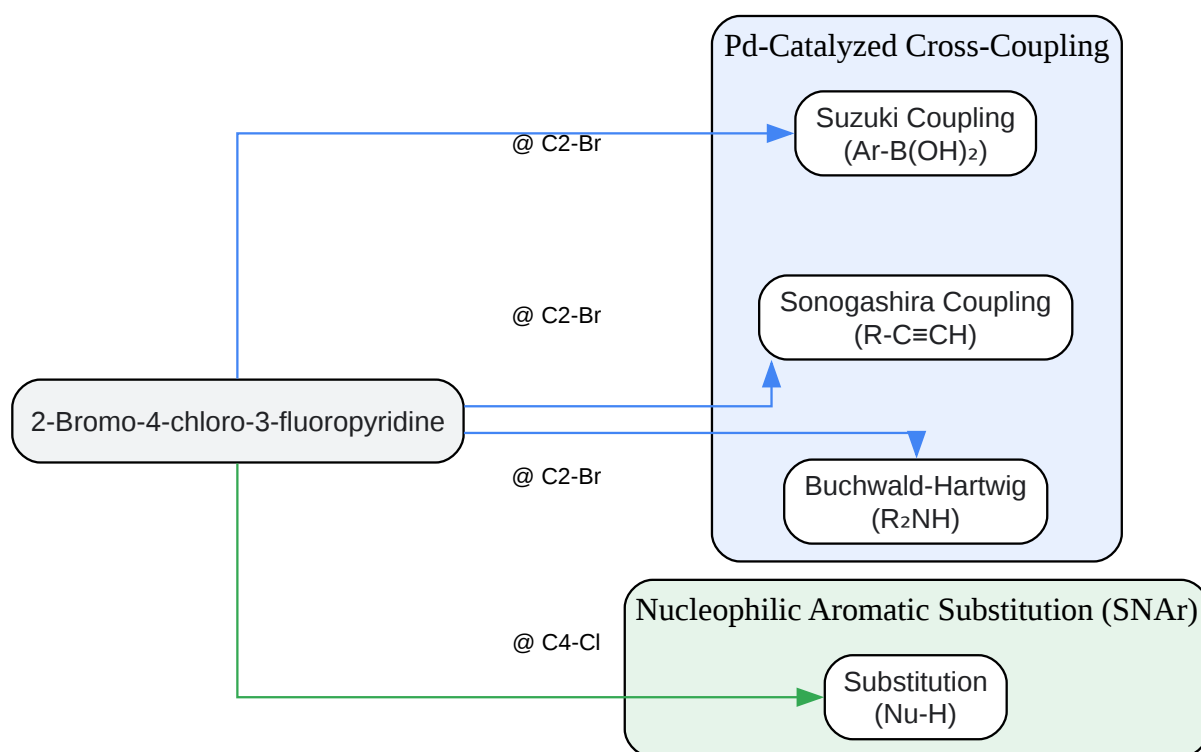 Pd-Catalyzed Cross-Coupling
Suzuki Coupling
(Ar-B(OH)₂)
@ C2-Br
@ C2-Br
Sonogashira Coupling
(R-C≡CH)
2-Bromo-4-chloro-3-fluoropyridine
@ C2-Br
Buchwald-Hartwig
(R₂NH)
Nucleophilic Aromatic Substitution (SNAr)
@ C4-Cl
Substitution
(Nu-H)